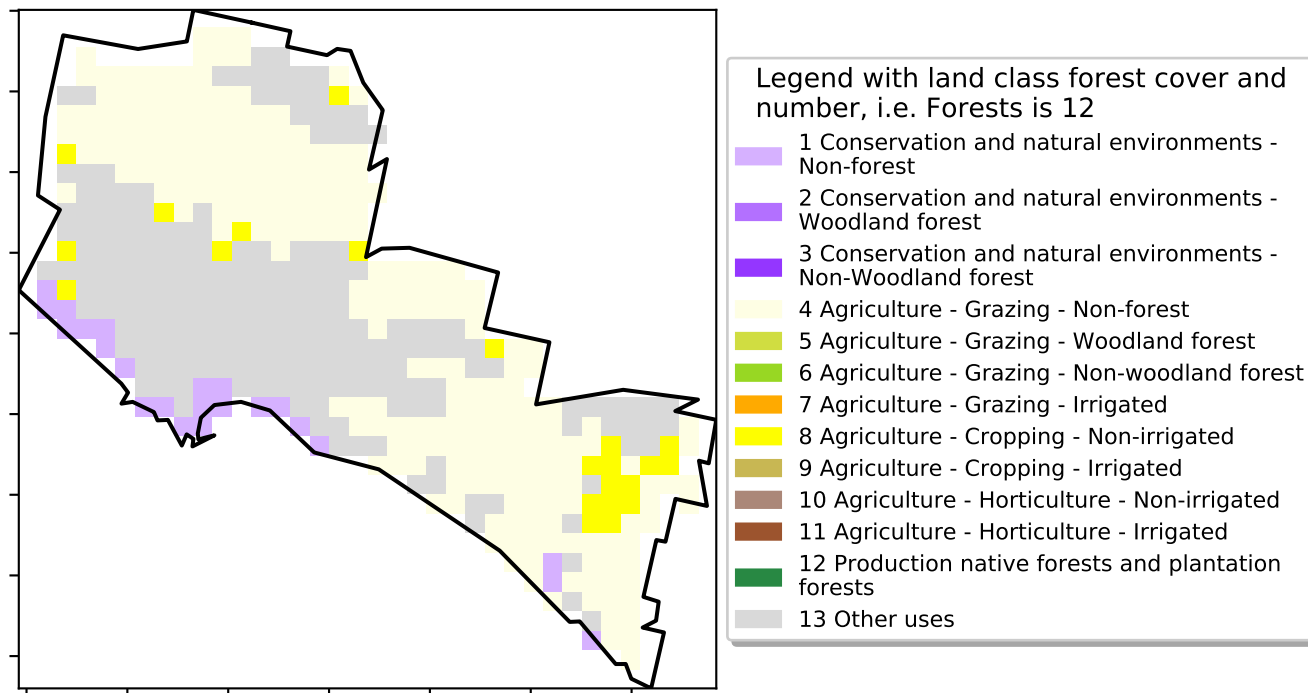 Legend with land class forest cover and
number, i.e. Forests is 12
1 Conservation and natural environments -
Non-forest
2 Conservation and natural environments -
Woodland forest
3 Conservation and natural environments -
Non-Woodland forest
4 Agriculture - Grazing - Non-forest
5 Agriculture - Grazing - Woodland forest
6 Agriculture - Grazing - Non-woodland forest
7 Agriculture - Grazing - Irrigated
8 Agriculture - Cropping - Non-irrigated
9 Agriculture - Cropping - Irrigated
10 Agriculture - Horticulture - Non-irrigated
11 Agriculture - Horticulture - Irrigated
12 Production native forests and plantation
forests
13 Other uses